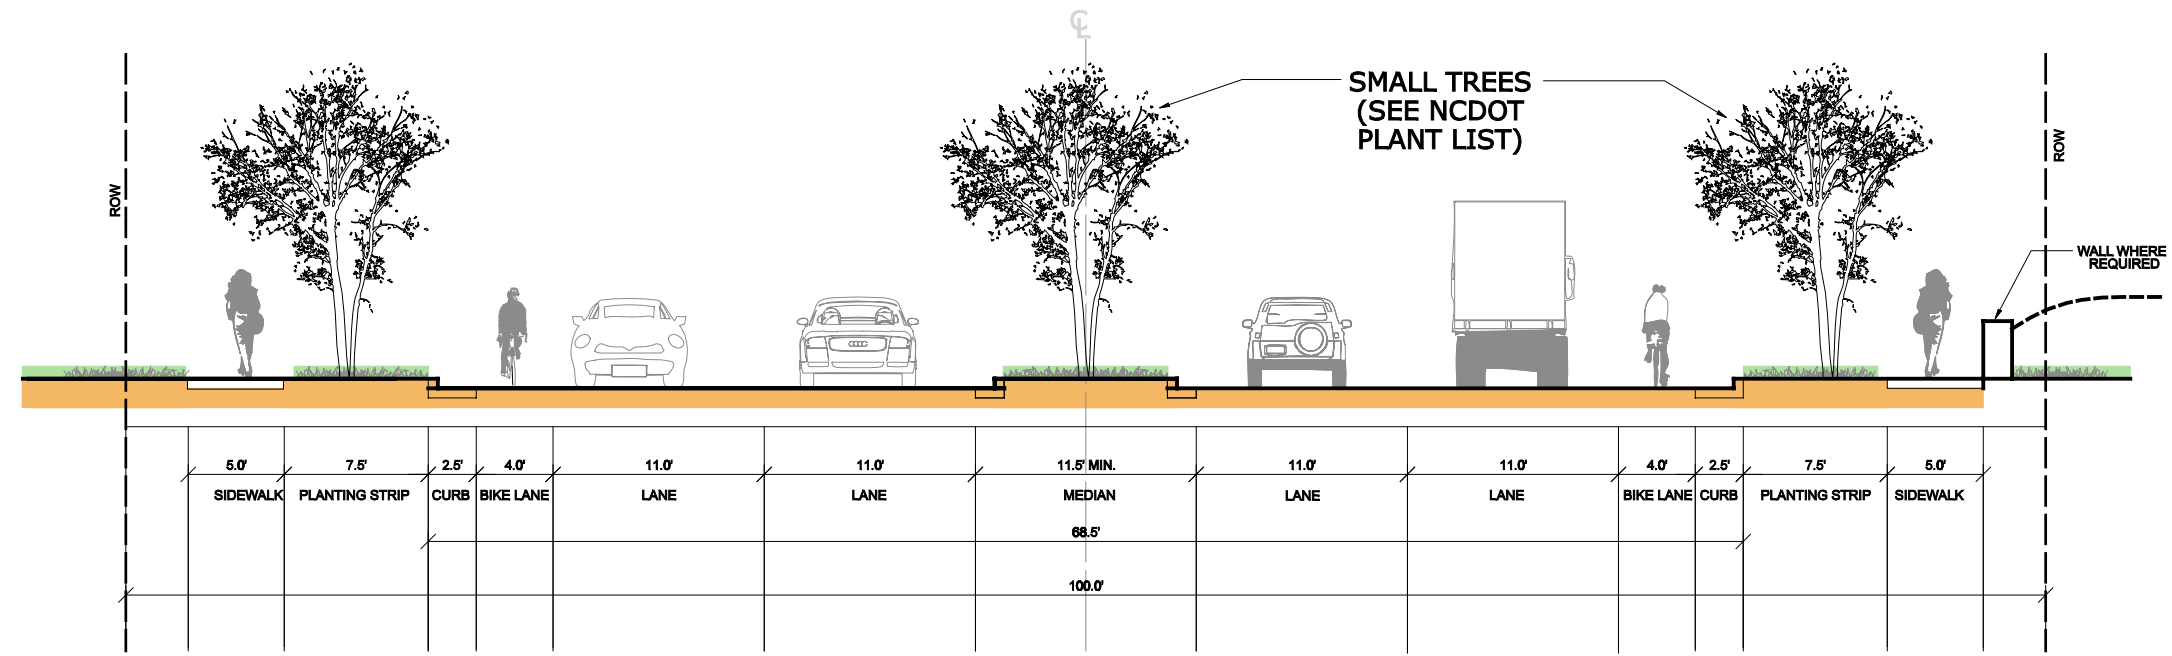 ℄
SMALL TREES
(SEE NCDOT
PLANT LIST)
ROW
ROW
WALL WHERE
REQUIRED
5.0' 7.5' 2.5' 4.0' 11.0' 11.0' 11.5' MIN. 11.0' 11.0' 4.0' 2.5' 7.5' 5.0'
SIDEWALK PLANTING STRIP CURB BIKE LANE LANE LANE MEDIAN LANE LANE BIKE LANE CURB PLANTING STRIP SIDEWALK
68.5'
100.0'